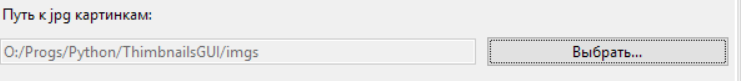 Путь к jpg картинкам:
O:/Progs/Python/ThimbnailsGUI/imgs
Выбрать...